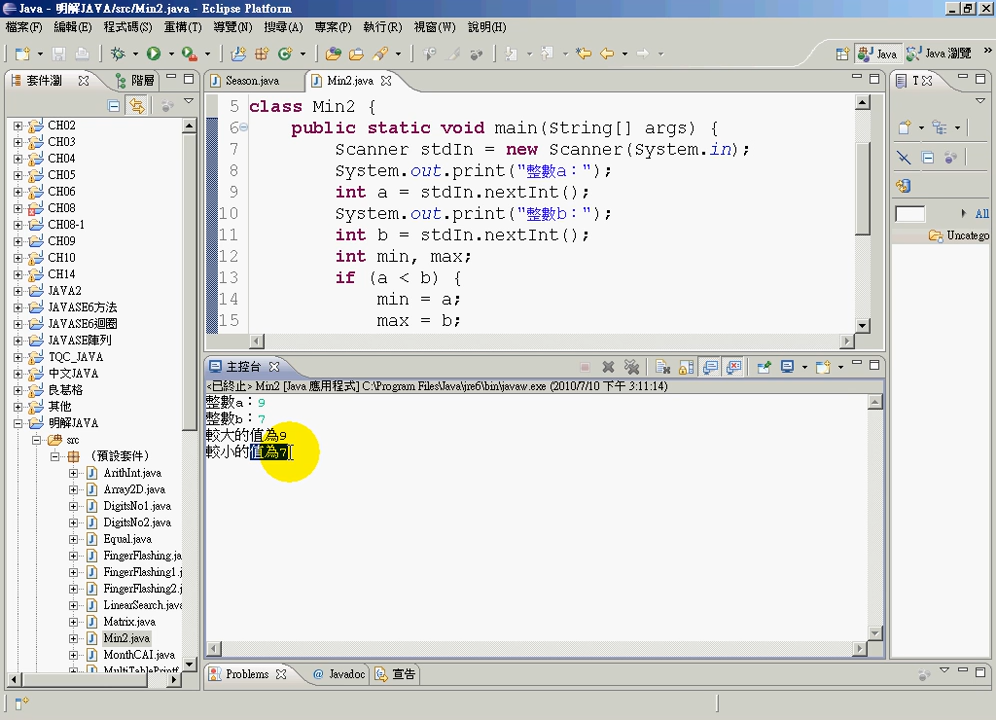 Java - 明解JAVA/src/Min2.java - Eclipse Platform
檔案(F) 編輯(E) 程式碼(S) 重構(T) 導覽(N) 搜尋(A) 專案(P) 執行(R) 視窗(W) 說明(H)
Java Java 瀏覽 »
套件瀏 階層
CH02
CH03
CH04
CH05
CH06
CH08
CH08-1
CH09
CH10
CH14
JAVA2
JAVASE6方法
JAVASE6迴圈
JAVASE陣列
TQC_JAVA
中文JAVA
良葛格
其他
明解JAVA
src
(預設套件)
ArithInt.java
Array2D.java
DigitsNo1.java
DigitsNo2.java
Equal.java
FingerFlashing.ja
FingerFlashing1.j
FingerFlashing2.j
LinearSearch.java
Matrix.java
Min2.java
MonthCAI.java
MultiTablePrintf
Season.java Min2.java
5 class Min2 {
6 public static void main(String[] args) {
7 Scanner stdIn = new Scanner(System.in);
8 System.out.print("整數a：");
9 int a = stdIn.nextInt();
10 System.out.print("整數b：");
11 int b = stdIn.nextInt();
12 int min, max;
13 if (a < b) {
14 min = a;
15 max = b;
主控台
<已終止> Min2 [Java 應用程式] C:\Program Files\Java\jre6\bin\javaw.exe (2010/7/10 下午 3:11:14)
整數a：9
整數b：7
較大的值為9
較小的值為7
Problems @ Javadoc 宣告
T
All
Uncatego